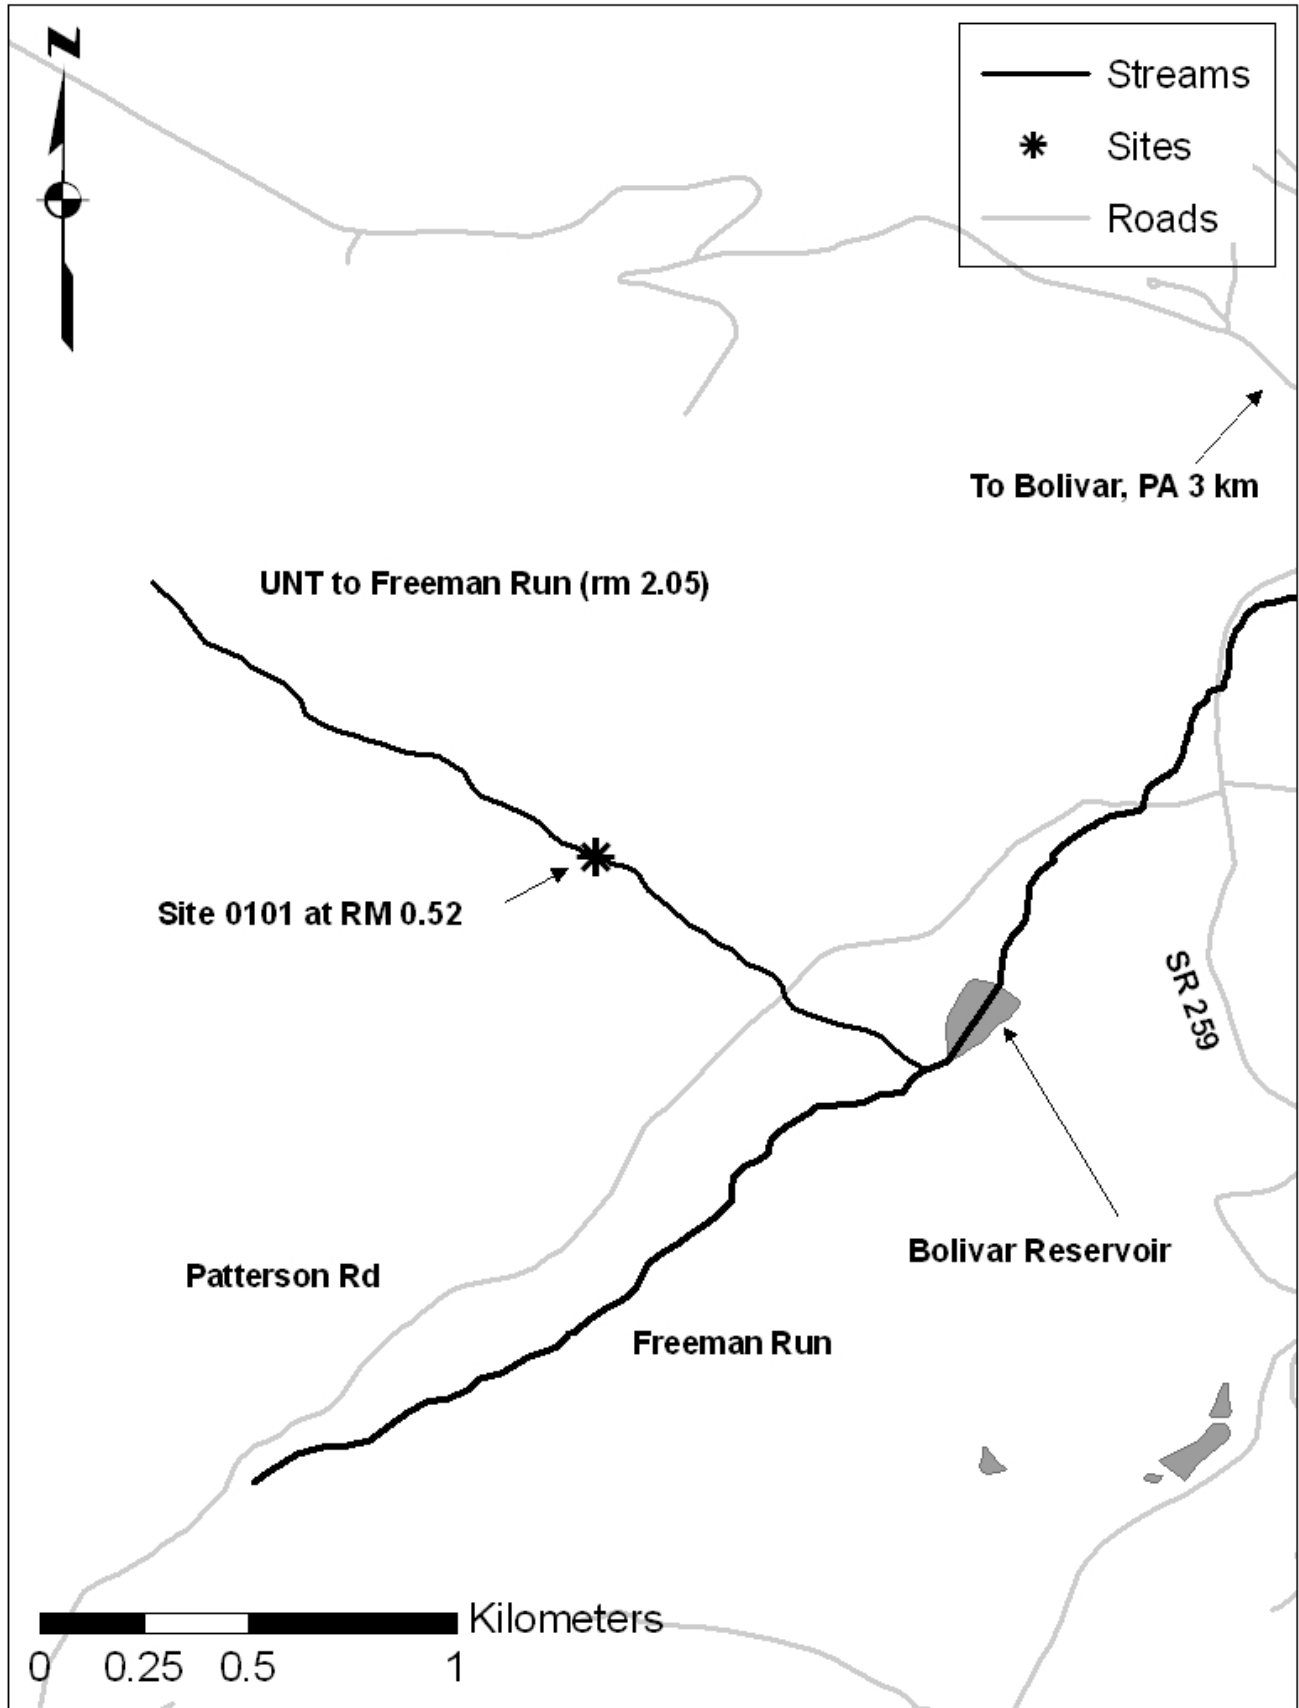 N
Streams
Sites
Roads
To Bolivar, PA 3 km
UNT to Freeman Run (rm 2.05)
Site 0101 at RM 0.52
SR 259
Bolivar Reservoir
Patterson Rd
Freeman Run
Kilometers
0 0.25 0.5 1